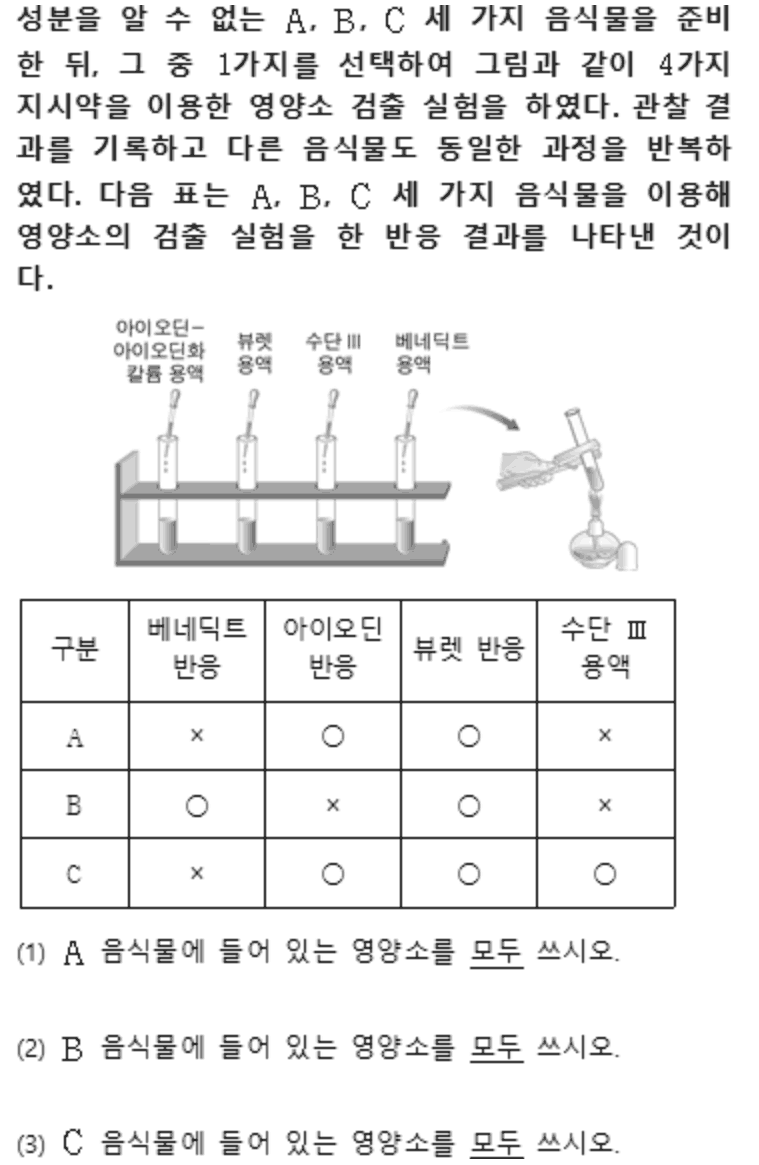 성분을 알 수 없는 A, B, C 세 가지 음식물을 준비
한 뒤, 그 중 1가지를 선택하여 그림과 같이 4가지
지시약을 이용한 영양소 검출 실험을 하였다. 관찰 결
과를 기록하고 다른 음식물도 동일한 과정을 반복하
였다. 다음 표는 A, B, C 세 가지 음식물을 이용해
영양소의 검출 실험을 한 반응 결과를 나타낸 것이
다.
아이오딘-
아이오딘화
칼륨 용액
뷰렛
용액
수단 III
용액
베네딕트
용액
구분 베네딕트 반응 아이오딘 반응 뷰렛 반응 수단 Ⅲ 용액
A × ○ ○ ×
B ○ × ○ ×
C × ○ ○ ○
(1) A 음식물에 들어 있는 영양소를 모두 쓰시오.
(2) B 음식물에 들어 있는 영양소를 모두 쓰시오.
(3) C 음식물에 들어 있는 영양소를 모두 쓰시오.